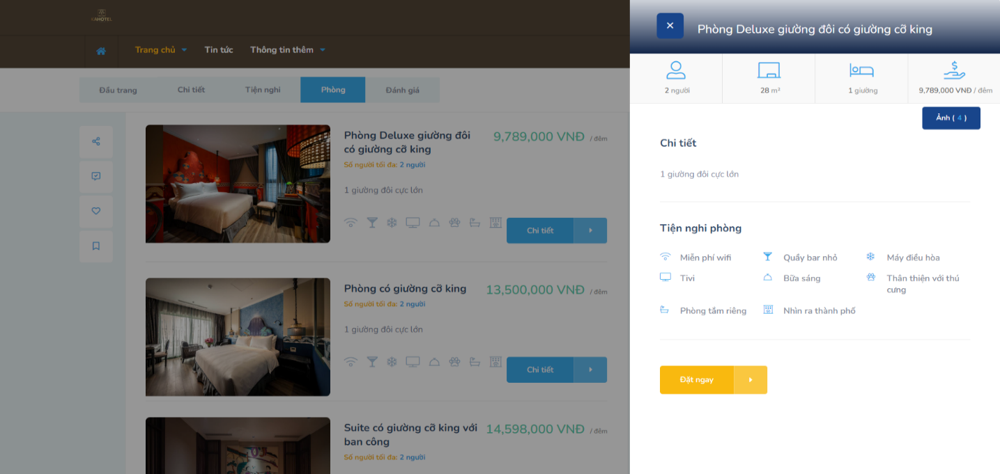 KAHOTEL
Trang chủ
Tin tức
Thông tin thêm
Đầu trang
Chi tiết
Tiện nghi
Phòng
Đánh giá
Phòng Deluxe giường đôi
có giường cỡ king
9,789,000 VNĐ / đêm
Số người tối đa: 2 người
1 giường đôi cực lớn
Chi tiết
Phòng có giường cỡ king
13,500,000 VNĐ / đêm
Số người tối đa: 2 người
1 giường đôi cực lớn
Chi tiết
Suite có giường cỡ king với
ban công
14,598,000 VNĐ / đêm
Số người tối đa: 2 người
Phòng Deluxe giường đôi có giường cỡ king
2 người
28 m²
1 giường
9,789,000 VNĐ / đêm
Ảnh ( 4 )
Chi tiết
1 giường đôi cực lớn
Tiện nghi phòng
Miễn phí wifi
Quầy bar nhỏ
Máy điều hòa
Tivi
Bữa sáng
Thân thiện với thú
cưng
Phòng tắm riêng
Nhìn ra thành phố
Đặt ngay